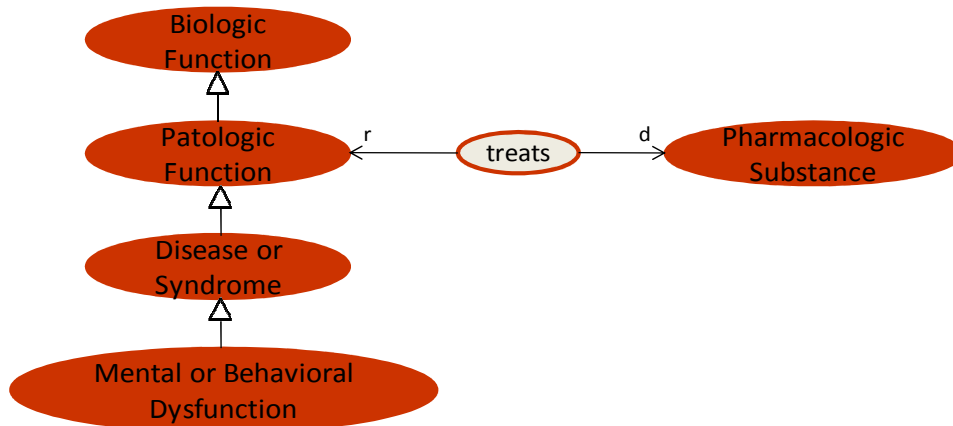 Biologic
Function
Patologic
Function
r
treats
d
Pharmacologic
Substance
Disease or
Syndrome
Mental or Behavioral
Dysfunction